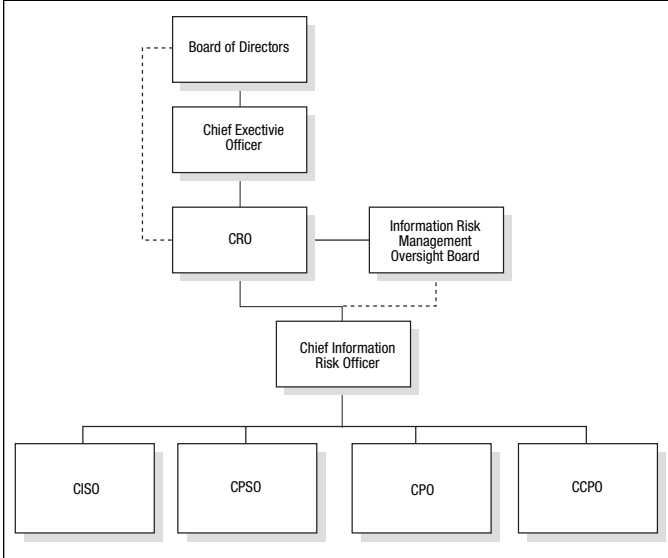 Board of Directors
Chief Exectivie
Officer
CRO
Information Risk
Management
Oversight Board
Chief Information
Risk Officer
CISO
CPSO
CPO
CCPO